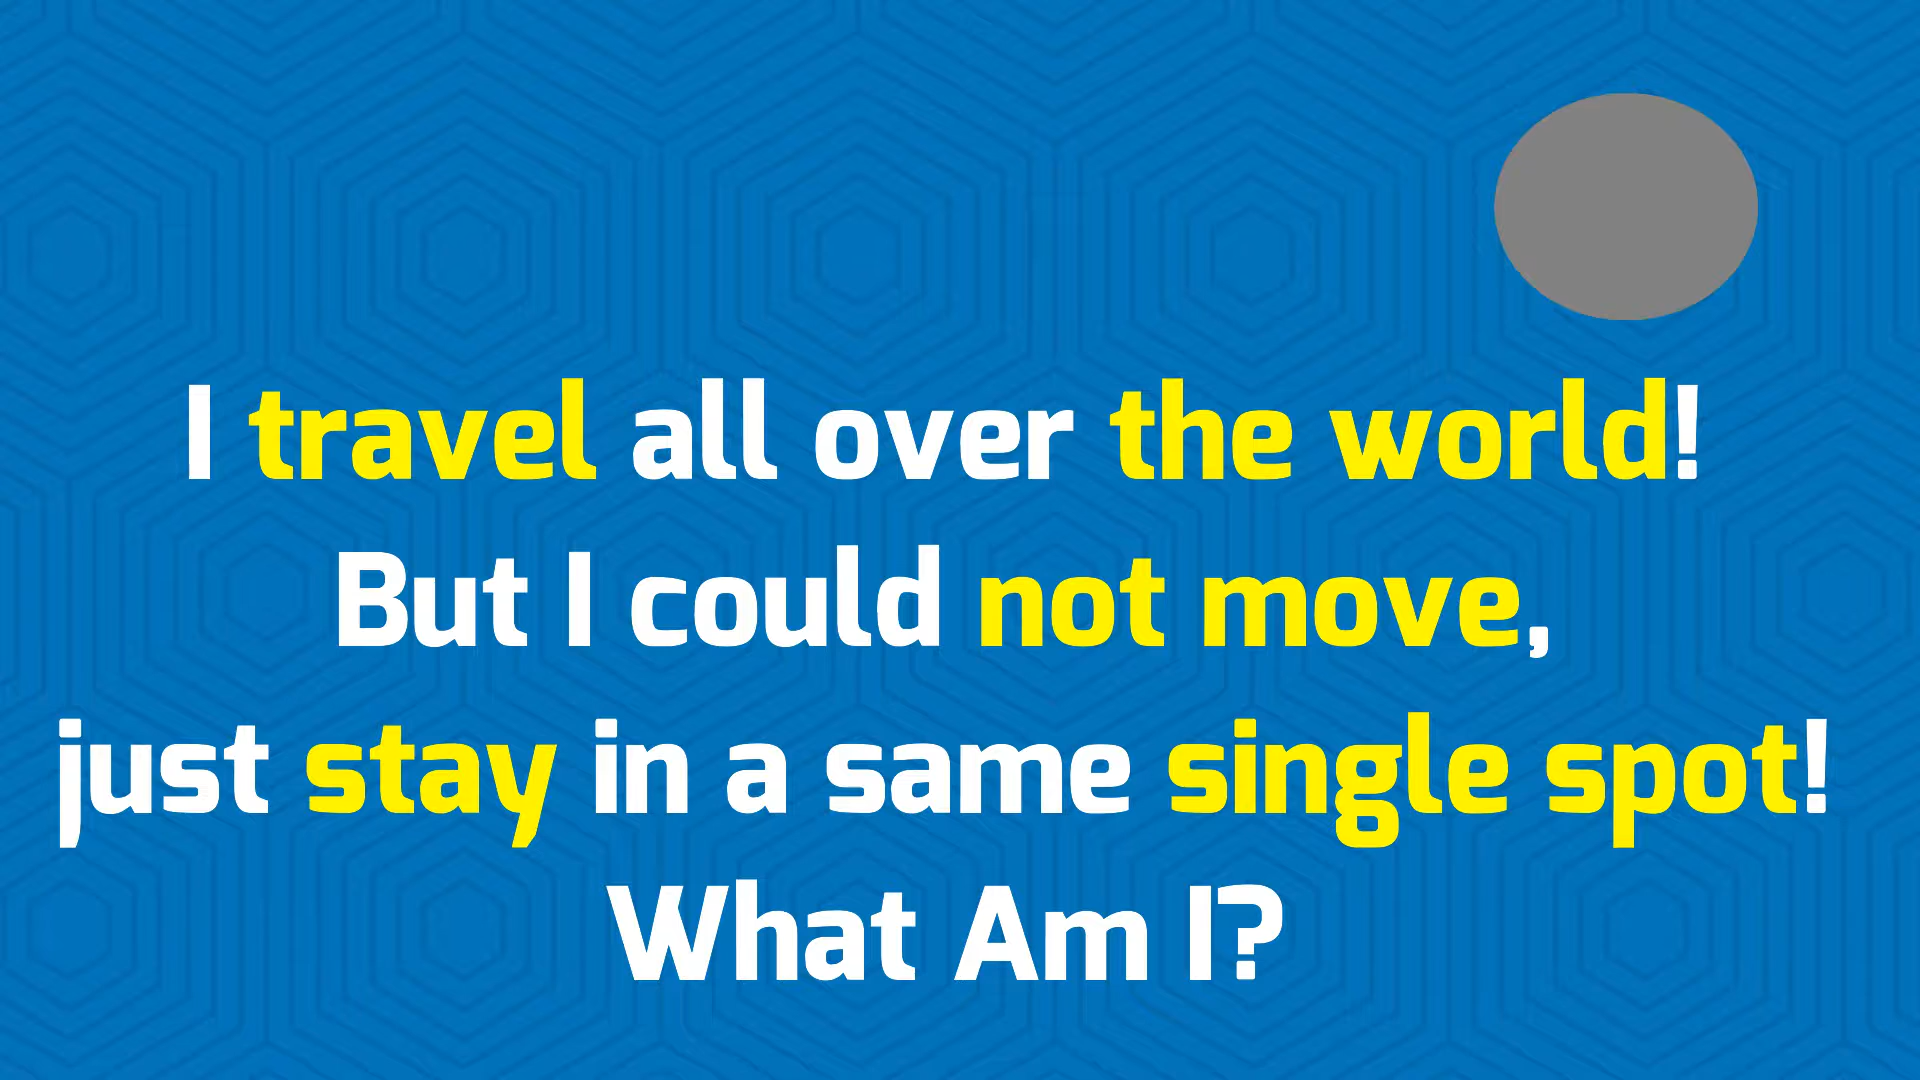 I travel all over the world!
But I could not move,
just stay in a same single spot!
What Am I?